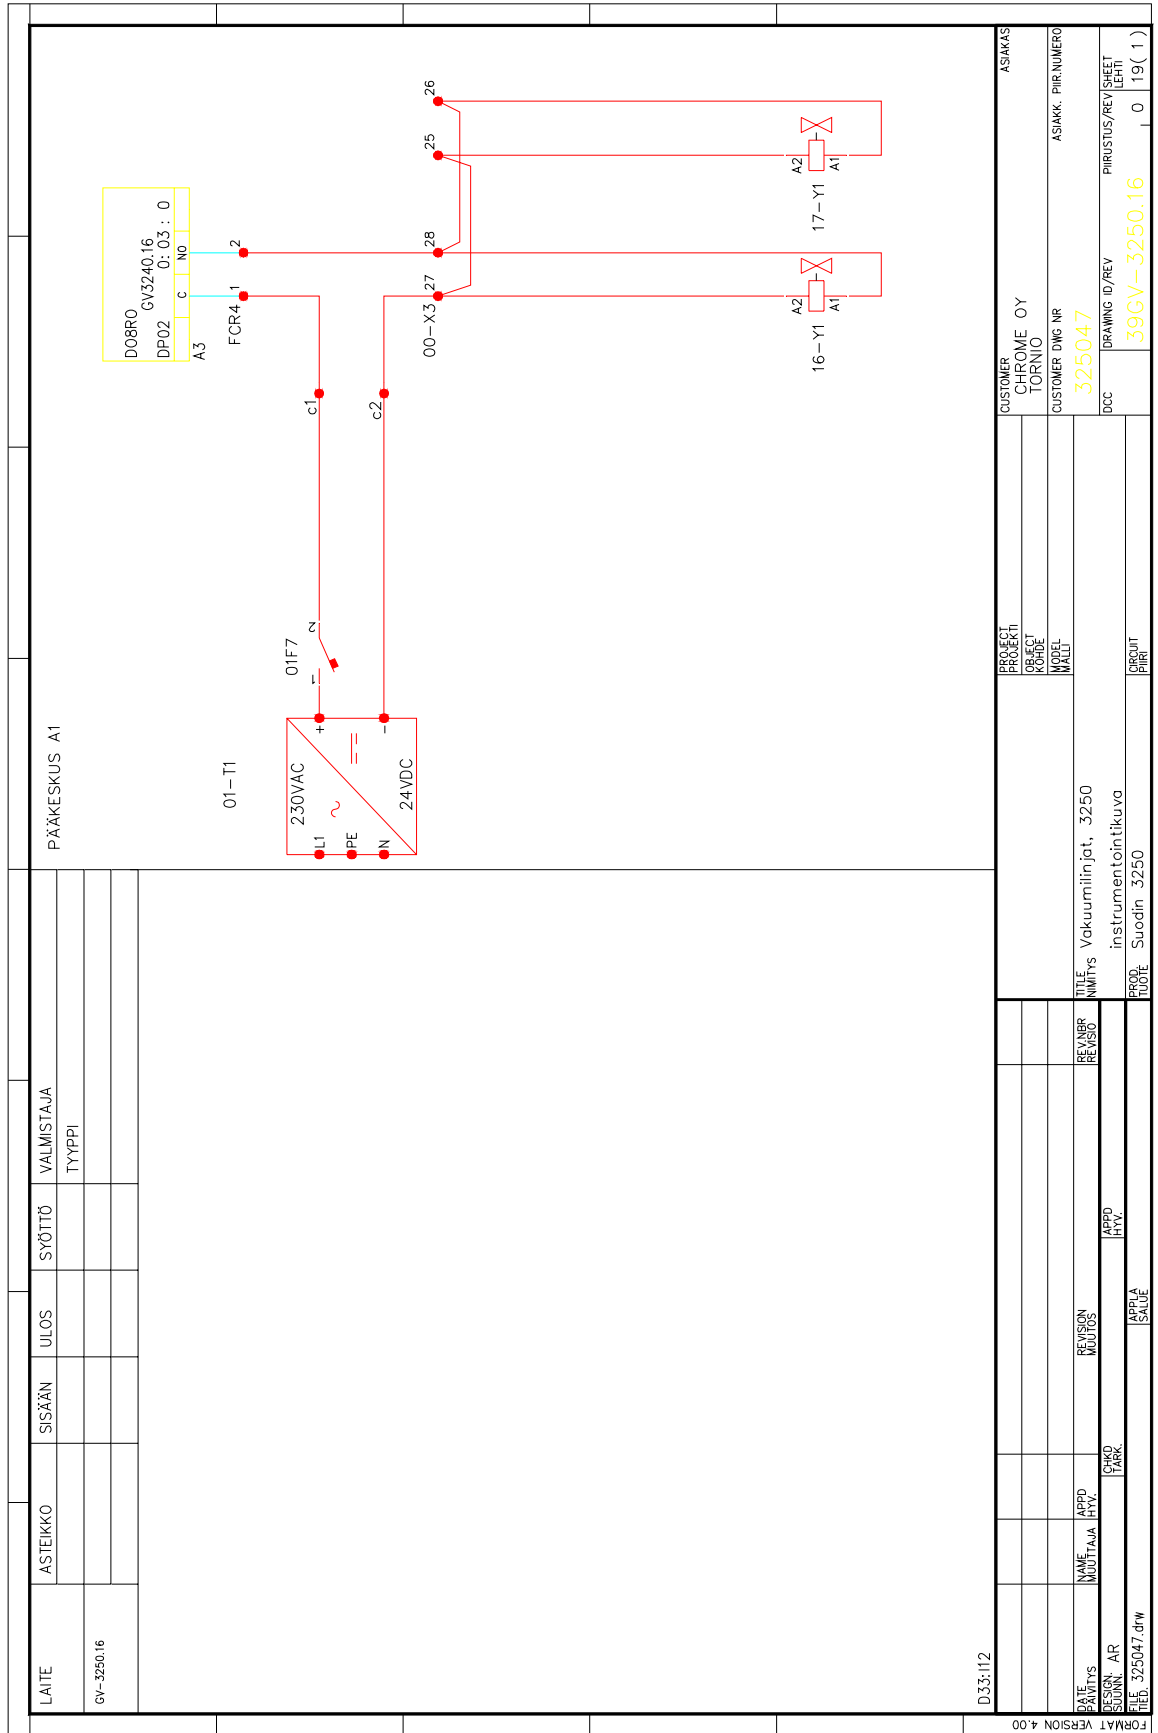 LAITE
ASTEIKKO
SISÄÄN
ULOS
SYÖTTÖ
VALMISTAJA
TYYPPI
GV-3250.16
PÄÄKESKUS A1
01-T1
230VAC
24VDC
L1
PE
N
+
-
01F7
1
2
c1
c2
DO8RO
GV3240.16
DP02
0: 03 : 0
C
NO
A3
FCR4
1
2
00-X3
27
28
25
26
16-Y1
A2
A1
17-Y1
A2
A1
D33:I12
FORMAT VERSION 4.00
DATE
PÄIVITYS
NAME
MUUTTAJA
APPD
HYV.
REVISION
MUUTOS
REV.NBR
REVISIO
DESIGN.
SUUNN.
AR
CHKD
TARK.
APPD
HYV.
FILE
TIED.
325047.drw
APPLA
SALUE
PROJECT
PROJEKTI
OBJECT
KOHDE
MODEL
MALLI
TITLE
NIMITYS
Vakuumilinjat, 3250
instrumentointikuva
PROD.
TUOTE
Suodin 3250
CIRCUIT
PIIRI
CUSTOMER
ASIAKAS
CHROME OY
TORNIO
CUSTOMER DWG NR
ASIAKK. PIIR.NUMERO
325047
DCC
DRAWING ID/REV
PIIRUSTUS/REV
39GV-3250.16
0
SHEET
LEHTI
19( 1 )